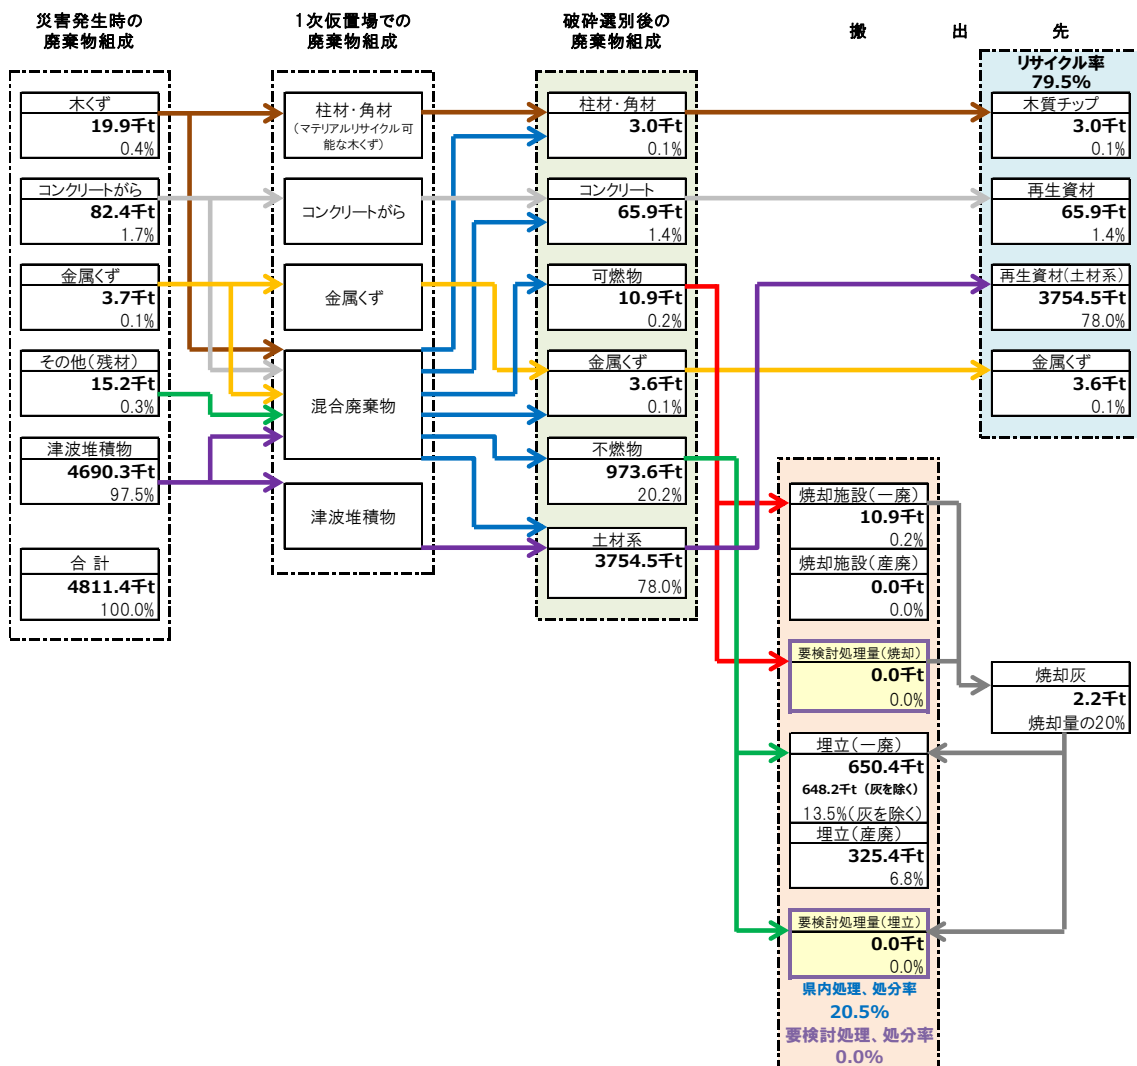 災害発生時の
廃棄物組成
1次仮置場での
廃棄物組成
破砕選別後の
廃棄物組成
搬 出 先
木くず
19.9千t
0.4%
コンクリートがら
82.4千t
1.7%
金属くず
3.7千t
0.1%
その他(残材)
15.2千t
0.3%
津波堆積物
4690.3千t
97.5%
合 計
4811.4千t
100.0%
柱材・角材
(マテリアルリサイクル可
能な木くず)
コンクリートがら
金属くず
混合廃棄物
津波堆積物
柱材・角材
3.0千t
0.1%
コンクリート
65.9千t
1.4%
可燃物
10.9千t
0.2%
金属くず
3.6千t
0.1%
不燃物
973.6千t
20.2%
土材系
3754.5千t
78.0%
リサイクル率
79.5%
木質チップ
3.0千t
0.1%
再生資材
65.9千t
1.4%
再生資材(土材系)
3754.5千t
78.0%
金属くず
3.6千t
0.1%
焼却施設(一廃)
10.9千t
0.2%
焼却施設(産廃)
0.0千t
0.0%
要検討処理量(焼却)
0.0千t
0.0%
焼却灰
2.2千t
焼却量の20%
埋立(一廃)
650.4千t
648.2千t (灰を除く)
13.5%(灰を除く)
埋立(産廃)
325.4千t
6.8%
要検討処理量(埋立)
0.0千t
0.0%
県内処理、処分率
20.5%
要検討処理、処分率
0.0%